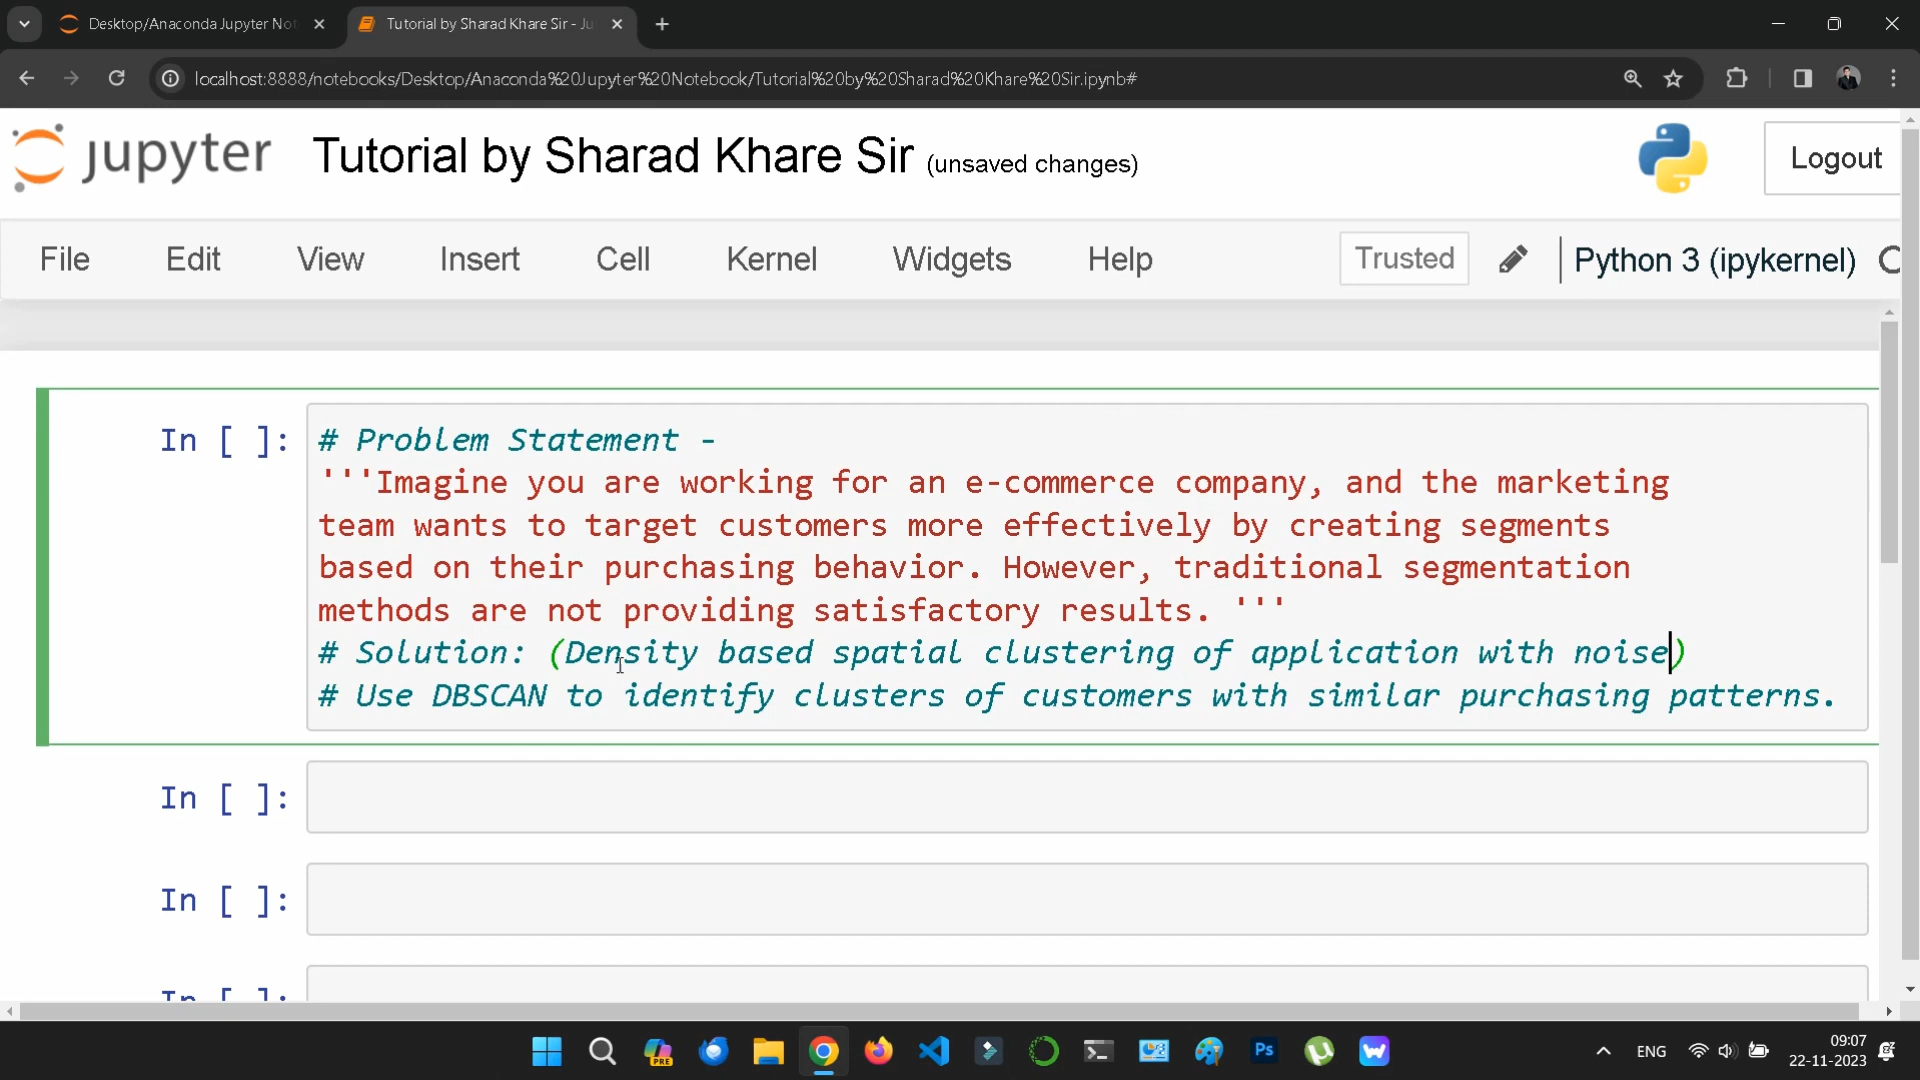 Desktop/Anaconda Jupyter Not
Tutorial by Sharad Khare Sir - Ju
localhost:8888/notebooks/Desktop/Anaconda%20Jupyter%20Notebook/Tutorial%20by%20Sharad%20Khare%20Sir.ipynb#
jupyter Tutorial by Sharad Khare Sir (unsaved changes)
Logout
File Edit View Insert Cell Kernel Widgets Help Trusted Python 3 (ipykernel)
In [ ]: # Problem Statement -
'''Imagine you are working for an e-commerce company, and the marketing
team wants to target customers more effectively by creating segments
based on their purchasing behavior. However, traditional segmentation
methods are not providing satisfactory results. '''
# Solution: (Density based spatial clustering of application with noise)
# Use DBSCAN to identify clusters of customers with similar purchasing patterns.
In [ ]:
In [ ]:
In [ ]:
PRE
Ps
ENG
09:07
22-11-2023